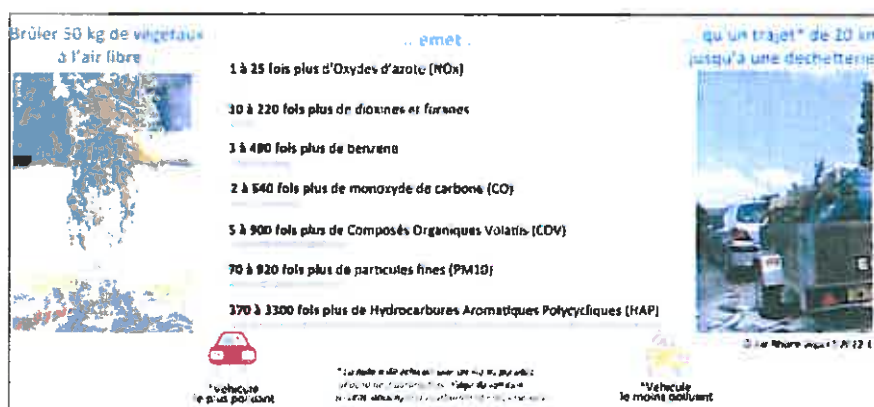 Brûler 50 kg de végétaux
à l'air libre
... émet ...
... qu'un trajet* de 20 km
jusqu'à une déchetterie
1 à 25 fois plus d'Oxydes d'azote (NOx)
10 à 220 fois plus de dioxines et furanes
3 à 480 fois plus de benzène
2 à 640 fois plus de monoxyde de carbone (CO)
5 à 900 fois plus de Composés Organiques Volatils (COV)
70 à 920 fois plus de particules fines (PM10)
370 à 3300 fois plus de Hydrocarbures Aromatiques Polycycliques (HAP)
*Véhicule
le plus polluant
*Véhicule
le moins polluant